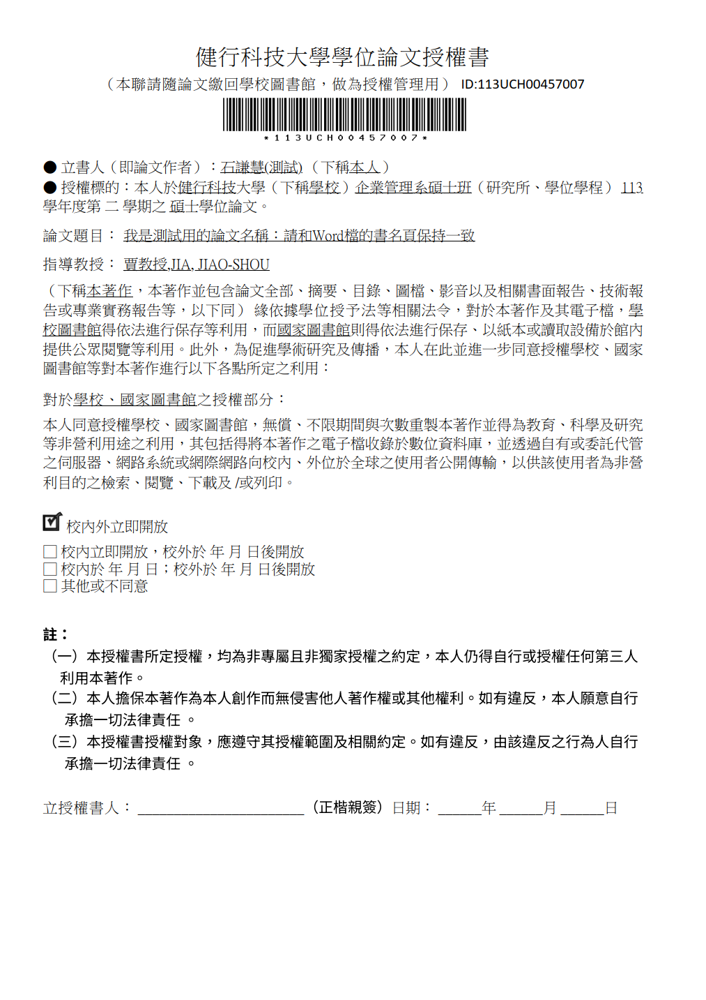 健行科技大學學位論文授權書
（本聯請隨論文繳回學校圖書館，做為授權管理用） ID:113UCH00457007
*113UCH00457007*
● 立書人（即論文作者）：石謙慧(測試) （下稱本人）
● 授權標的：本人於健行科技大學（下稱學校）企業管理系碩士班（研究所、學位學程） 113
學年度第 二 學期之 碩士學位論文。
論文題目： 我是測試用的論文名稱：請和Word檔的書名頁保持一致
指導教授： 賈教授,JIA, JIAO-SHOU
（下稱本著作，本著作並包含論文全部、摘要、目錄、圖檔、影音以及相關書面報告、技術報
告或專業實務報告等，以下同） 緣依據學位授予法等相關法令，對於本著作及其電子檔，學
校圖書館得依法進行保存等利用，而國家圖書館則得依法進行保存、以紙本或讀取設備於館內
提供公眾閱覽等利用。此外，為促進學術研究及傳播，本人在此並進一步同意授權學校、國家
圖書館等對本著作進行以下各點所定之利用：
對於學校、國家圖書館之授權部分：
本人同意授權學校、國家圖書館，無償、不限期間與次數重製本著作並得為教育、科學及研究
等非營利用途之利用，其包括得將本著作之電子檔收錄於數位資料庫，並透過自有或委託代管
之伺服器、網路系統或網際網路向校內、外位於全球之使用者公開傳輸，以供該使用者為非營
利目的之檢索、閱覽、下載及 /或列印。
☑ 校內外立即開放
□ 校內立即開放，校外於 年 月 日後開放
□ 校內於 年 月 日；校外於 年 月 日後開放
□ 其他或不同意
註：
（一）本授權書所定授權，均為非專屬且非獨家授權之約定，本人仍得自行或授權任何第三人
利用本著作。
（二）本人擔保本著作為本人創作而無侵害他人著作權或其他權利。如有違反，本人願意自行
承擔一切法律責任 。
（三）本授權書授權對象，應遵守其授權範圍及相關約定。如有違反，由該違反之行為人自行
承擔一切法律責任 。
立授權書人： _______________________（正楷親簽）日期： ______年 ______月 ______日